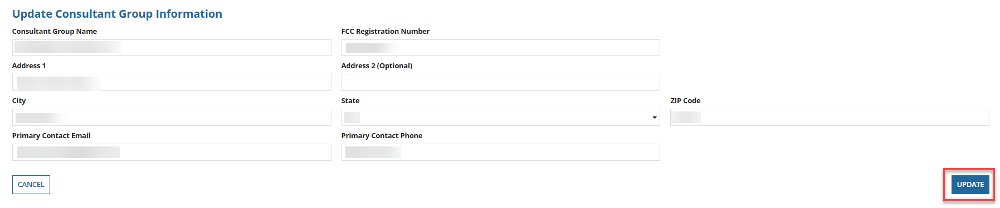 Update Consultant Group Information
Consultant Group Name FCC Registration Number
Address 1 Address 2 (Optional)
City State ZIP Code
Primary Contact Email Primary Contact Phone
CANCEL UPDATE